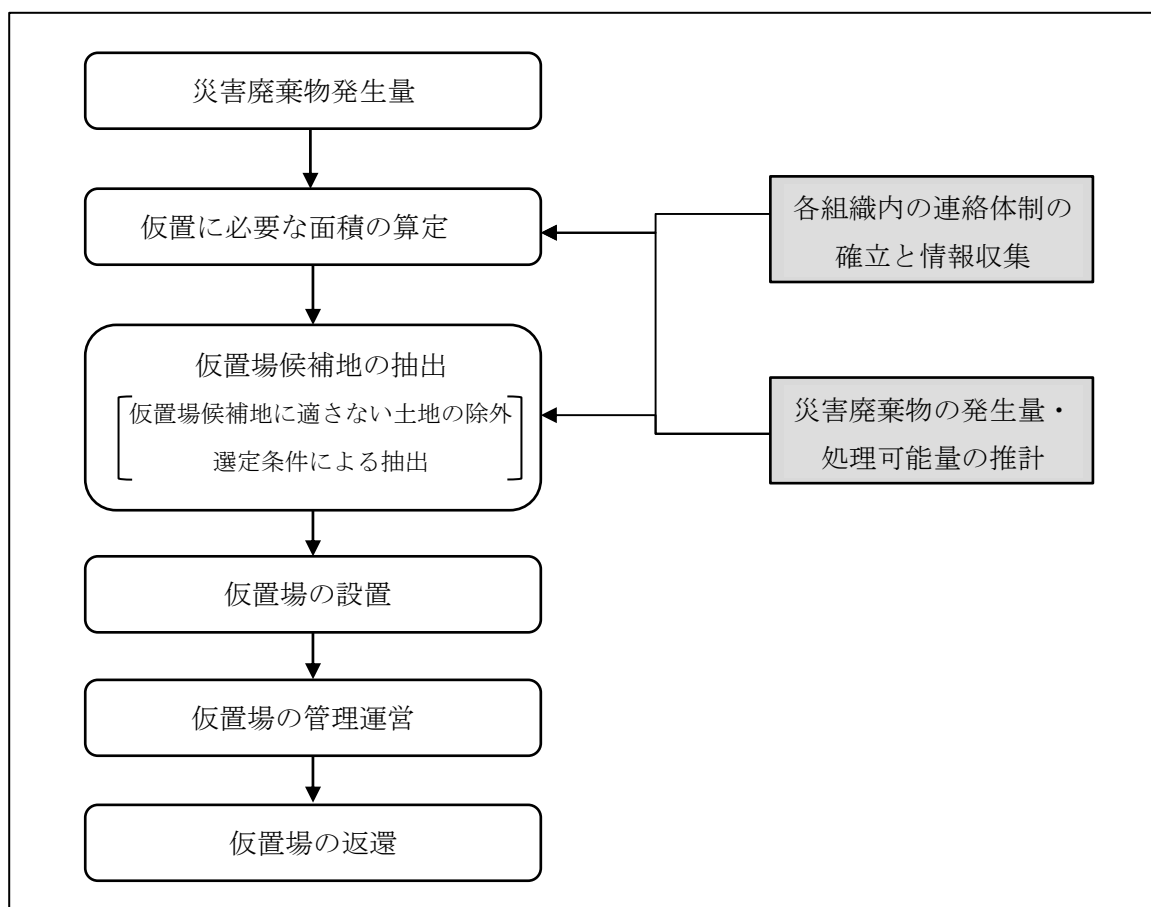 災害廃棄物発生量
仮置に必要な面積の算定
仮置場候補地の抽出
仮置場候補地に適さない土地の除外
選定条件による抽出
仮置場の設置
仮置場の管理運営
仮置場の返還
各組織内の連絡体制の
確立と情報収集
災害廃棄物の発生量・
処理可能量の推計